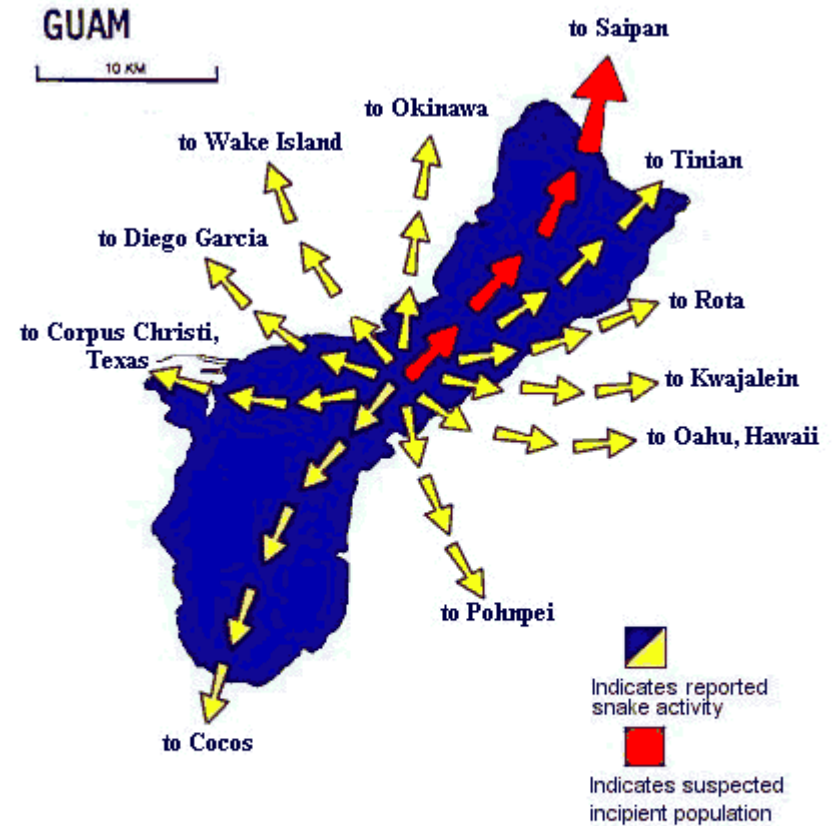 GUAM
10 KM
to Saipan
to Okinawa
to Wake Island
to Tinian
to Diego Garcia
to Rota
to Corpus Christi,
Texas
to Kwajalein
to Oahu, Hawaii
to Pohnpei
to Cocos
Indicates reported
snake activity
Indicates suspected
incipient population